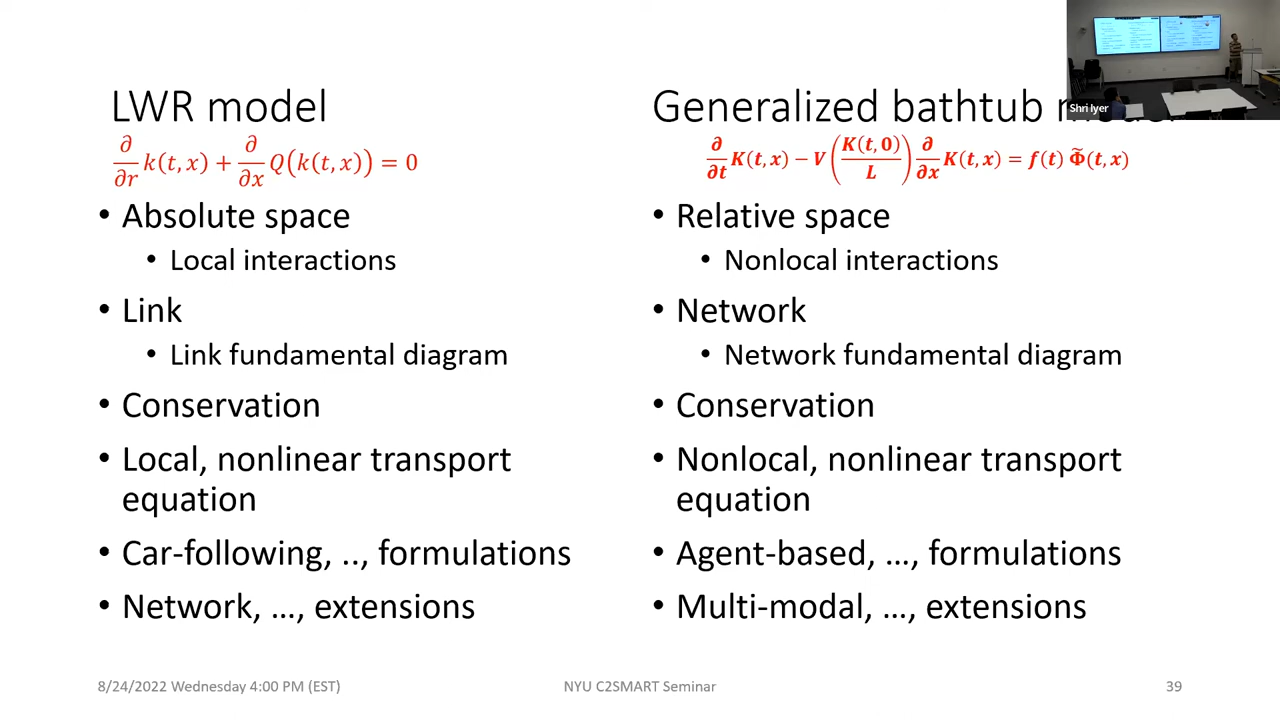 LWR model
∂/∂r k(t, x) + ∂/∂x Q(k(t, x)) = 0
• Absolute space
• Local interactions
• Link
• Link fundamental diagram
• Conservation
• Local, nonlinear transport
equation
• Car-following, .., formulations
• Network, ..., extensions
Generalized bathtub
∂/∂t K(t, x) − V(K(t, 0)/L) ∂/∂x K(t, x) = f(t) Φ̃(t, x)
• Relative space
• Nonlocal interactions
• Network
• Network fundamental diagram
• Conservation
• Nonlocal, nonlinear transport
equation
• Agent-based, ..., formulations
• Multi-modal, ..., extensions
Shri Iyer
8/24/2022 Wednesday 4:00 PM (EST)
NYU C2SMART Seminar
39